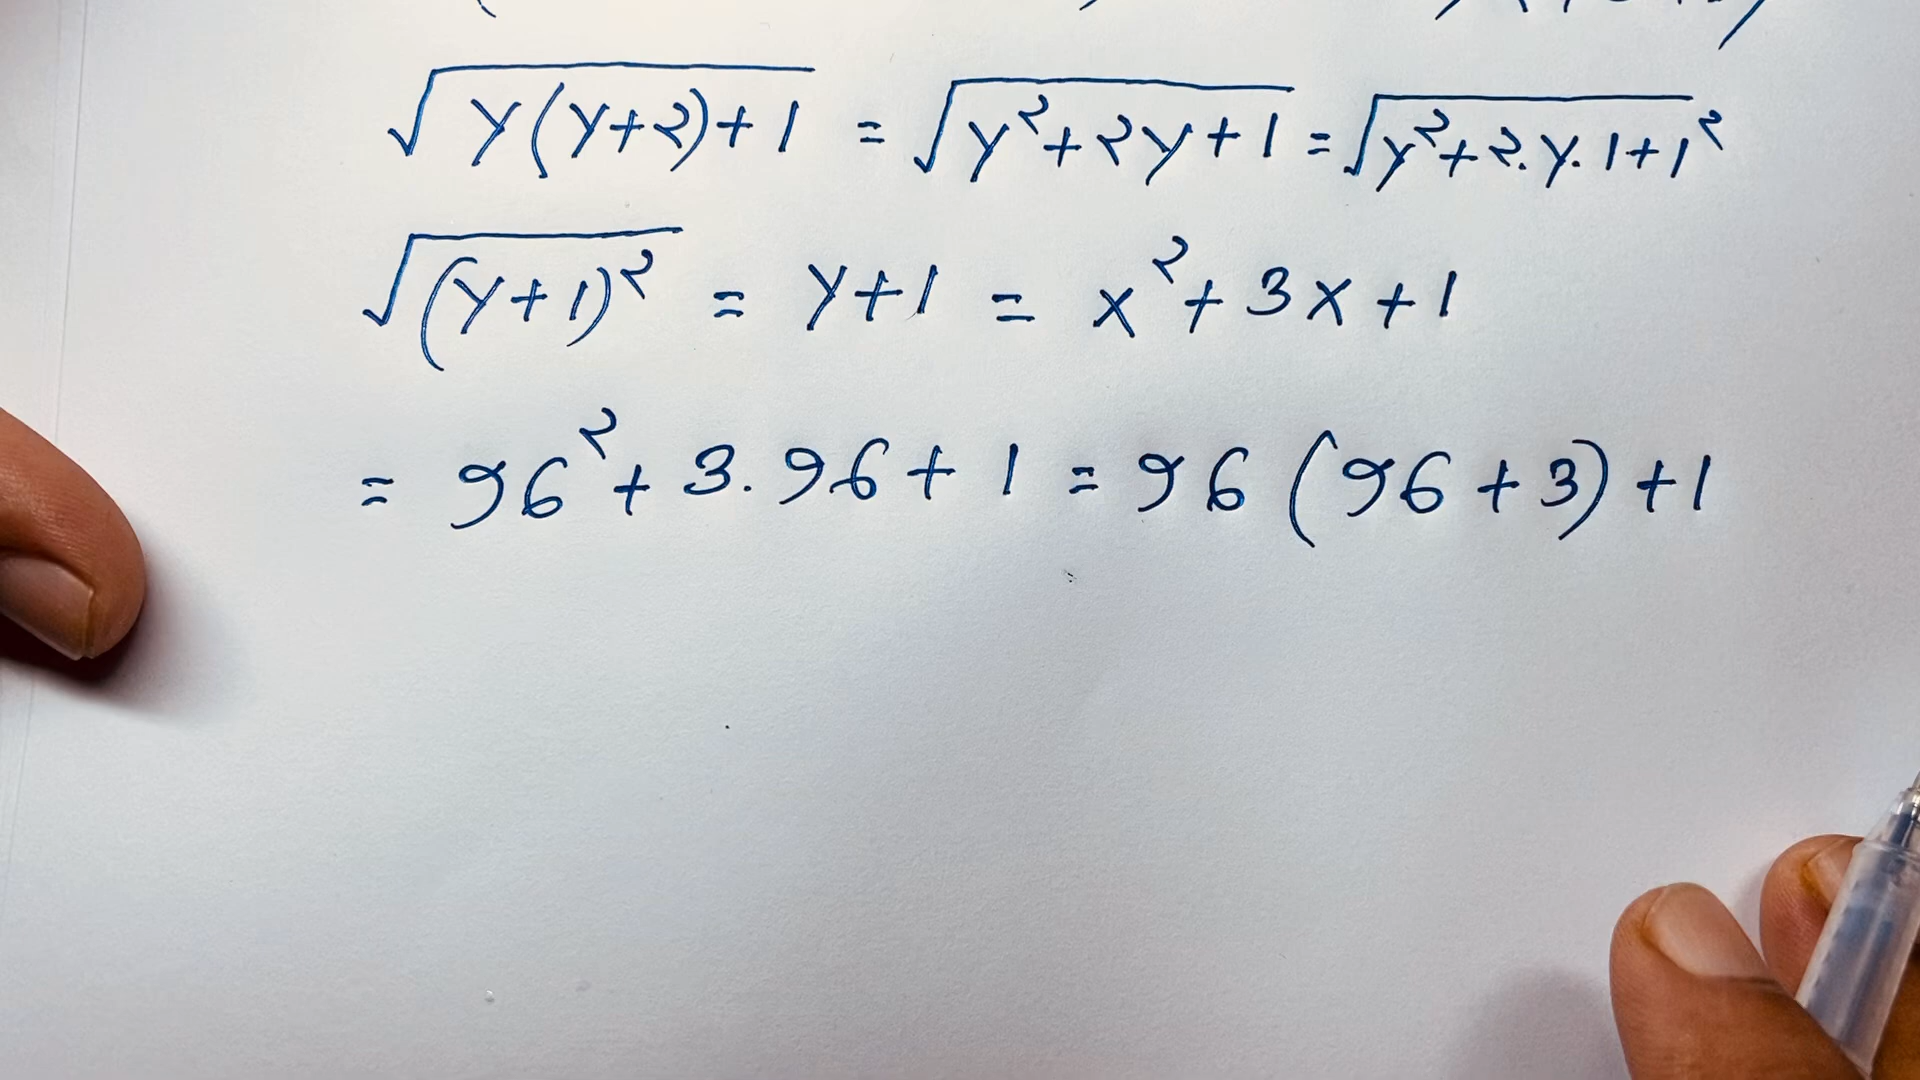 √(y(y+2)+1) = √(y²+2y+1) = √(y²+2.y.1+1²)
√((y+1)²) = y+1 = x²+3x+1
= 96²+3.96+1 = 96(96+3)+1